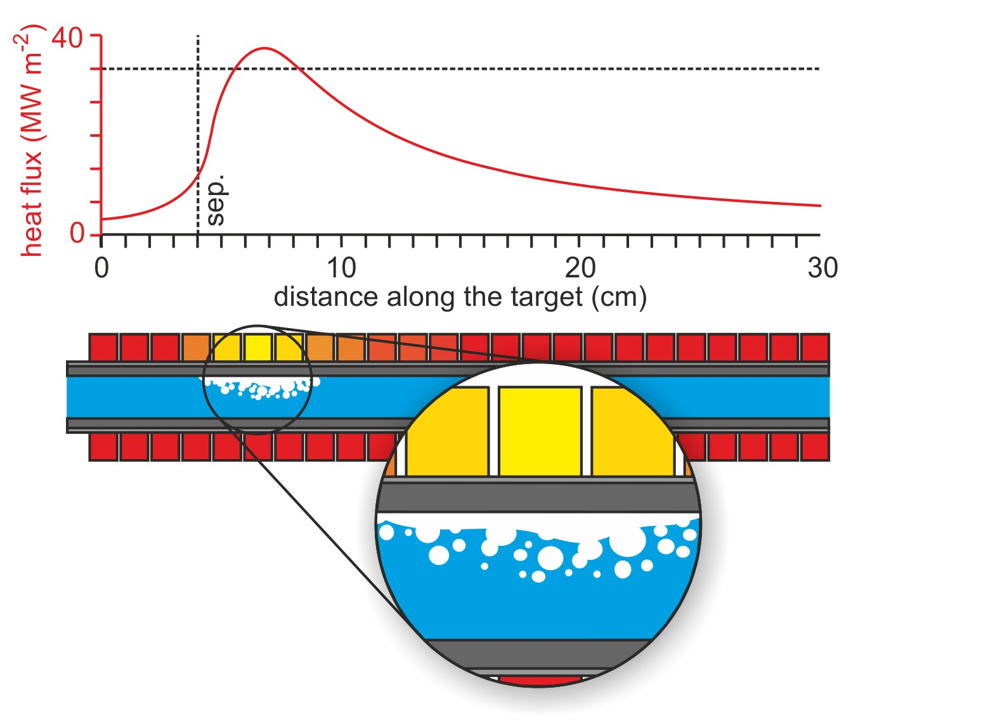 heat flux (MW m⁻²)
40
0
sep.
0 10 20 30
distance along the target (cm)